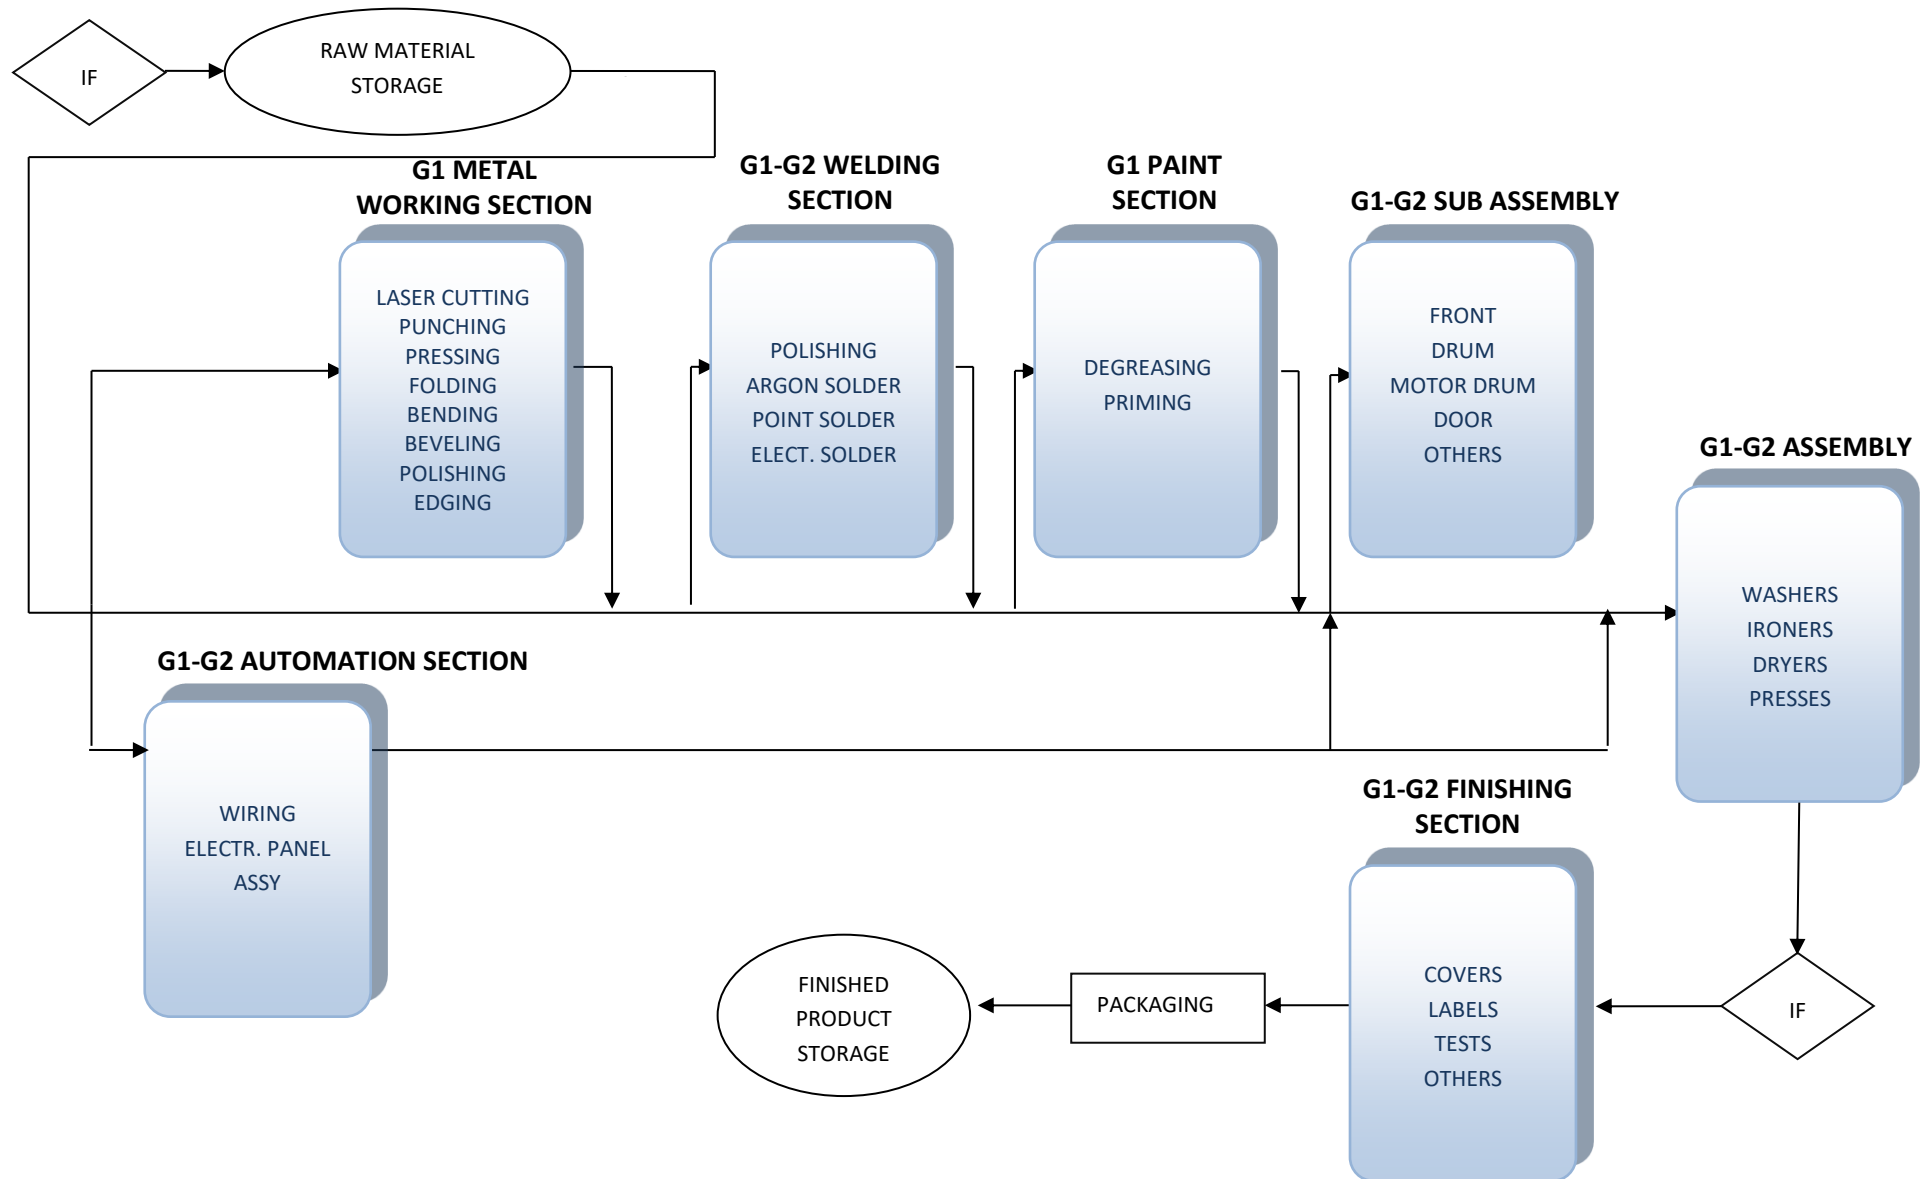 IF
RAW MATERIAL
STORAGE
G1 METAL
WORKING SECTION
LASER CUTTING
PUNCHING
PRESSING
FOLDING
BENDING
BEVELING
POLISHING
EDGING
G1-G2 WELDING
SECTION
POLISHING
ARGON SOLDER
POINT SOLDER
ELECT. SOLDER
G1 PAINT
SECTION
DEGREASING
PRIMING
G1-G2 SUB ASSEMBLY
FRONT
DRUM
MOTOR DRUM
DOOR
OTHERS
G1-G2 ASSEMBLY
WASHERS
IRONERS
DRYERS
PRESSES
G1-G2 AUTOMATION SECTION
WIRING
ELECTR. PANEL
ASSY
G1-G2 FINISHING
SECTION
COVERS
LABELS
TESTS
OTHERS
IF
PACKAGING
FINISHED
PRODUCT
STORAGE